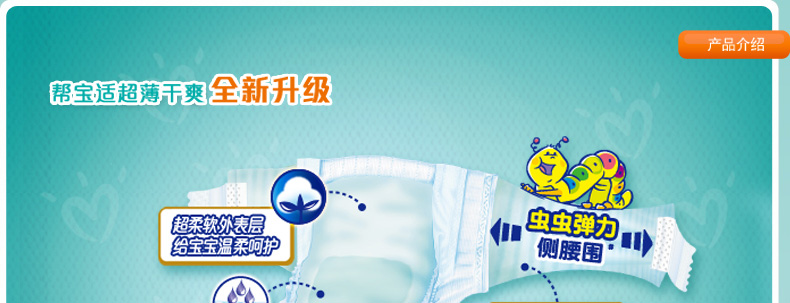 产品介绍
帮宝适超薄干爽 全新升级
超柔软外表层
给宝宝温柔呵护
虫虫弹力
侧腰围